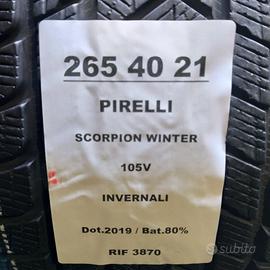 265 40 21
PIRELLI
SCORPION WINTER
105V
INVERNALI
Dot.2019 / Bat.80%
RIF 3870
subito